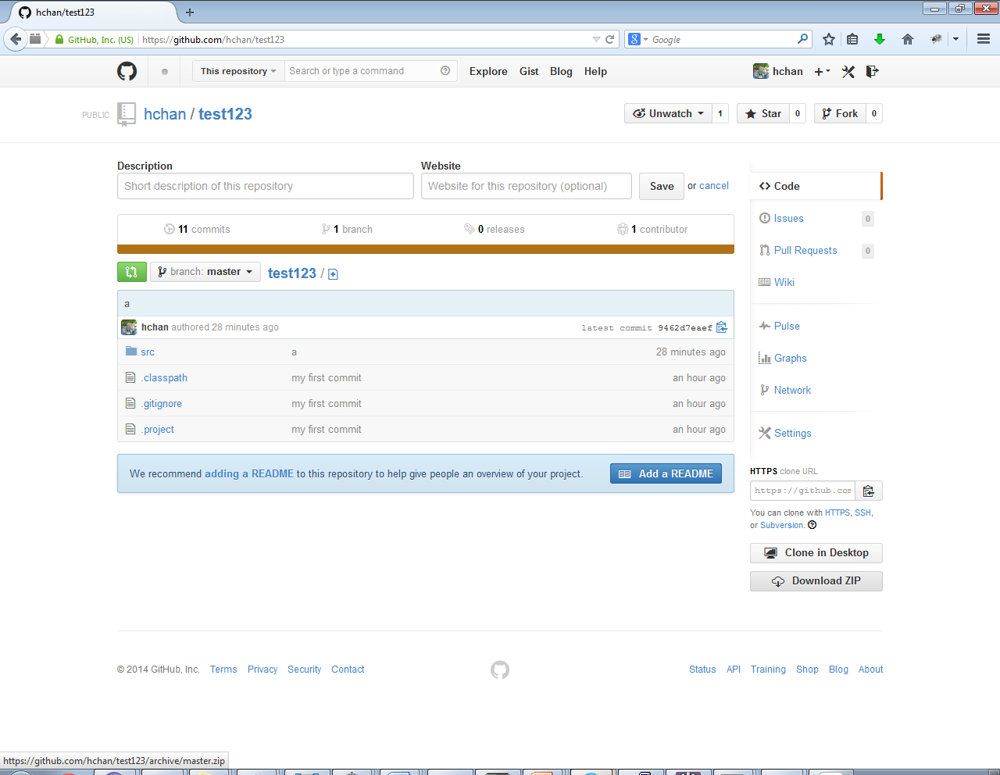 hchan/test123
GitHub, Inc. (US) https://github.com/hchan/test123 Google
This repository Search or type a command Explore Gist Blog Help hchan
PUBLIC hchan / test123 Unwatch 1 Star 0 Fork 0
Description Website
Short description of this repository Website for this repository (optional) Save or cancel
11 commits 1 branch 0 releases 1 contributor
branch: master test123 /
a
hchan authored 28 minutes ago latest commit 9462d7eaef
src a 28 minutes ago
.classpath my first commit an hour ago
.gitignore my first commit an hour ago
.project my first commit an hour ago
We recommend adding a README to this repository to help give people an overview of your project. Add a README
Code
Issues 0
Pull Requests 0
Wiki
Pulse
Graphs
Network
Settings
HTTPS clone URL
https://github.com
You can clone with HTTPS, SSH,
or Subversion.
Clone in Desktop
Download ZIP
© 2014 GitHub, Inc. Terms Privacy Security Contact Status API Training Shop Blog About
https://github.com/hchan/test123/archive/master.zip